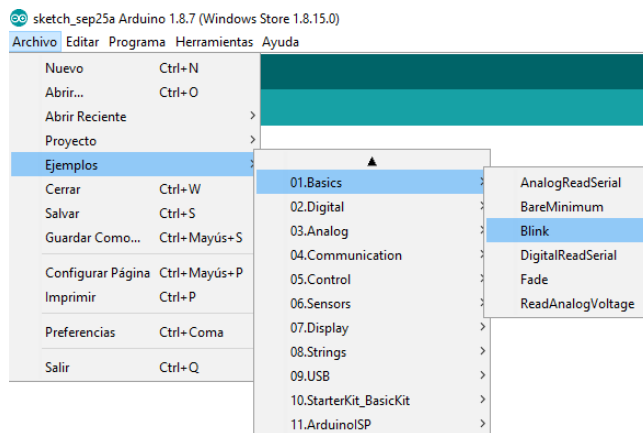 sketch_sep25a Arduino 1.8.7 (Windows Store 1.8.15.0)
Archivo Editar Programa Herramientas Ayuda
Nuevo Ctrl+N
Abrir... Ctrl+O
Abrir Reciente
Proyecto
Ejemplos
Cerrar Ctrl+W
Salvar Ctrl+S
Guardar Como... Ctrl+Mayús+S
Configurar Página Ctrl+Mayús+P
Imprimir Ctrl+P
Preferencias Ctrl+Coma
Salir Ctrl+Q
01.Basics
02.Digital
03.Analog
04.Communication
05.Control
06.Sensors
07.Display
08.Strings
09.USB
10.StarterKit_BasicKit
11.ArduinoISP
AnalogReadSerial
BareMinimum
Blink
DigitalReadSerial
Fade
ReadAnalogVoltage